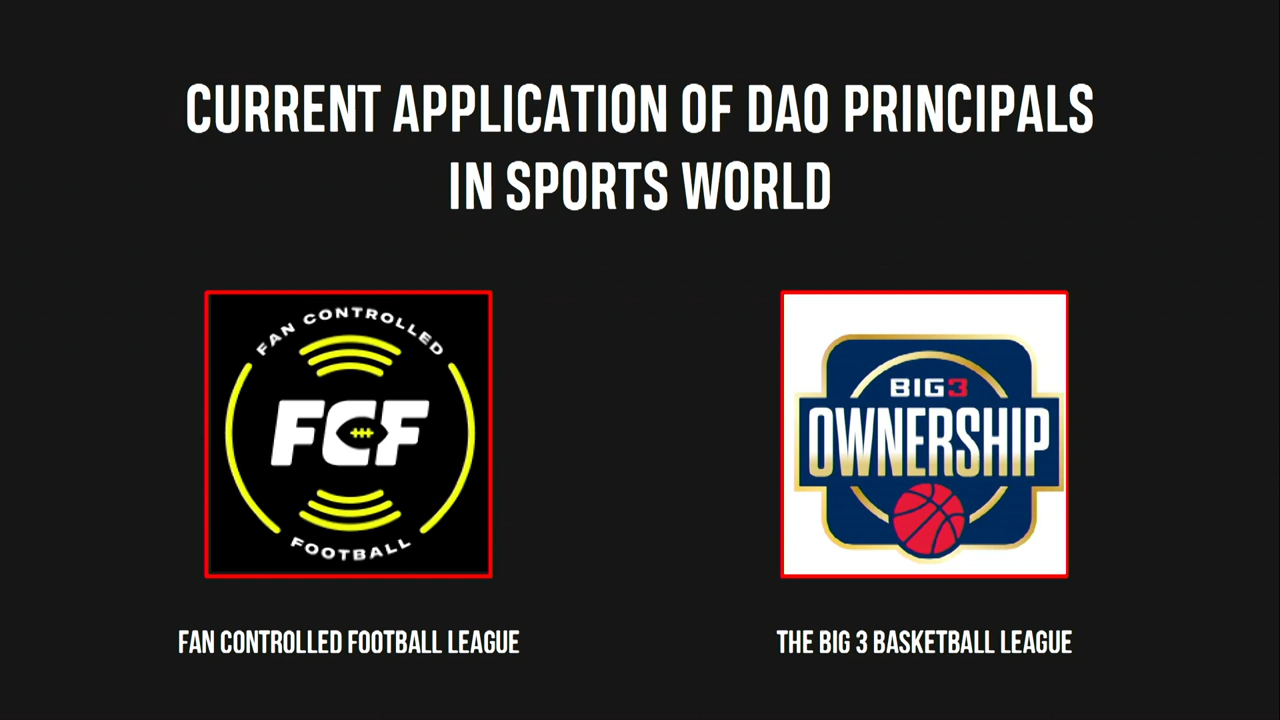 CURRENT APPLICATION OF DAO PRINCIPALS
IN SPORTS WORLD
FAN CONTROLLED
FCF
FOOTBALL
BIG3
OWNERSHIP
FAN CONTROLLED FOOTBALL LEAGUE
THE BIG 3 BASKETBALL LEAGUE